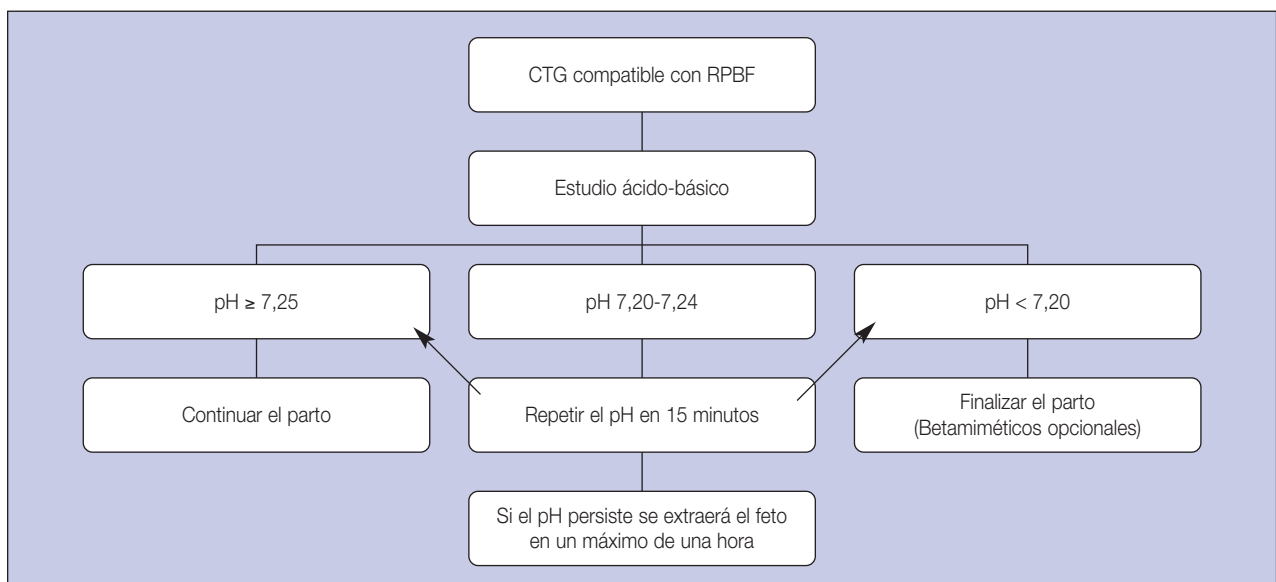 CTG compatible con RPBF
Estudio ácido-básico
pH ≥ 7,25
pH 7,20-7,24
pH < 7,20
Continuar el parto
Repetir el pH en 15 minutos
Finalizar el parto
(Betamiméticos opcionales)
Si el pH persiste se extraerá el feto
en un máximo de una hora